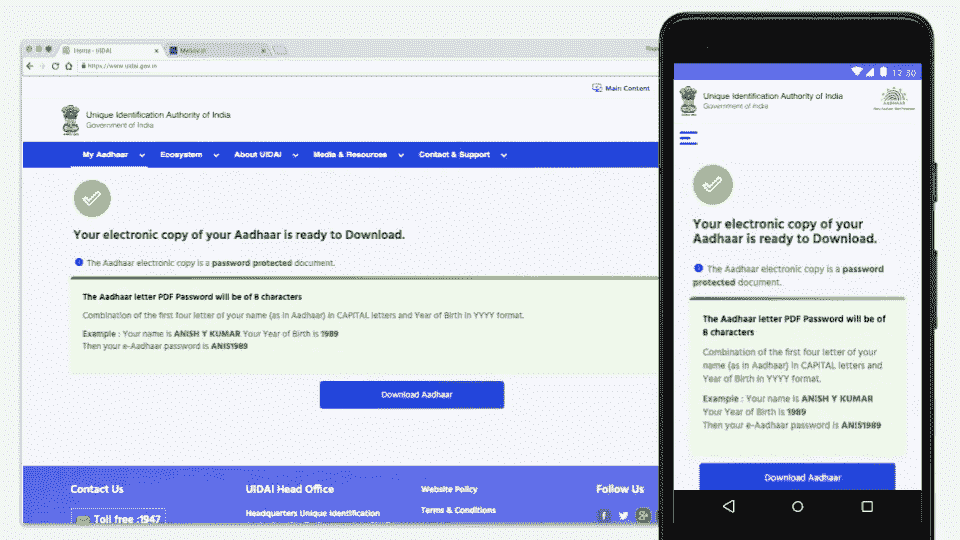 Home - UIDAI
https://www.uidai.gov.in
Main Content
Unique Identification Authority of India
Government of India
My Aadhaar
Ecosystem
About UIDAI
Media & Resources
Contact & Support
Your electronic copy of your Aadhaar is ready to Download.
The Aadhaar electronic copy is a password protected document.
The Aadhaar letter PDF Password will be of 8 characters
Combination of the first four letter of your name (as in Aadhaar) in CAPITAL letters and Year of Birth in YYYY format.
Example : Your name is ANISH Y KUMAR Your Year of Birth is 1989
Then your e-Aadhaar password is ANIS1989
Download Aadhaar
Contact Us
Toll free :1947
UIDAI Head Office
Headquarters Unique Identification
Website Policy
Terms & Conditions
Follow Us
12:30
Unique Identification Authority of India
Government of India
AADHAAR
Your electronic copy of your
Aadhaar is ready to Download.
The Aadhaar electronic copy is a password
protected document.
The Aadhaar letter PDF Password will be of
8 characters
Combination of the first four letter of your
name (as in Aadhaar) in CAPITAL letters and
Year of Birth in YYYY format.
Example : Your name is ANISH Y KUMAR
Your Year of Birth is 1989
Then your e-Aadhaar password is ANIS1989
Download Aadhaar